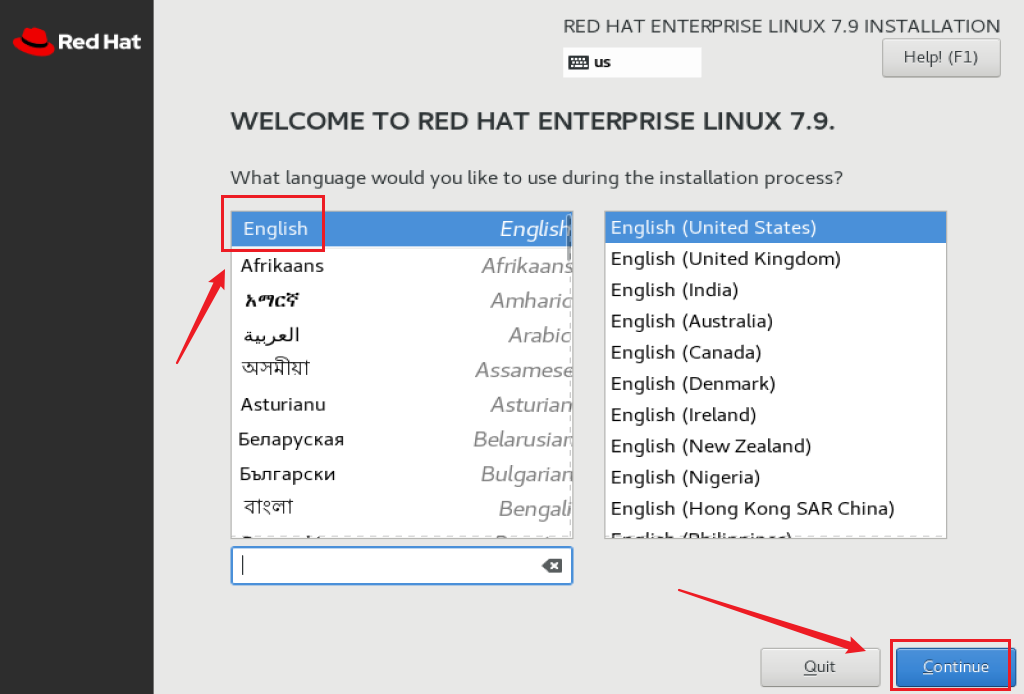 Red Hat
RED HAT ENTERPRISE LINUX 7.9 INSTALLATION
us
Help! (F1)
WELCOME TO RED HAT ENTERPRISE LINUX 7.9.
What language would you like to use during the installation process?
English English
Afrikaans Afrikaans
አማርኛ Amharic
العربية Arabic
অসমীয়া Assamese
Asturianu Asturian
Беларуская Belarusian
Български Bulgarian
বাংলা Bengali
English (United States)
English (United Kingdom)
English (India)
English (Australia)
English (Canada)
English (Denmark)
English (Ireland)
English (New Zealand)
English (Nigeria)
English (Hong Kong SAR China)
English (Philippines)
Quit
Continue